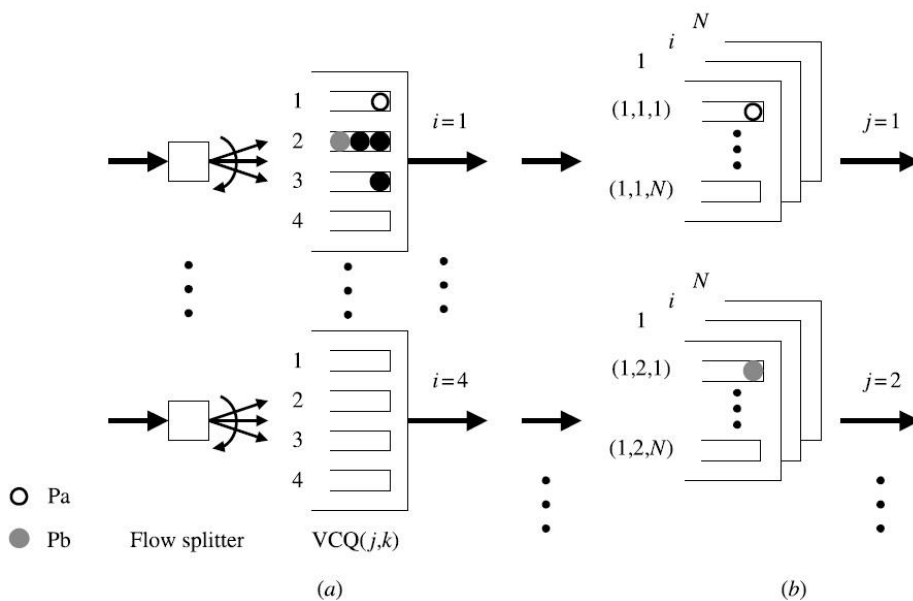 N
i
1
1
2
3
4
i=1
(1,1,1)
(1,1,N)
j=1
N
i
1
1
2
3
4
i=4
(1,2,1)
(1,2,N)
j=2
Pa
Pb
Flow splitter
VCQ(j,k)
(a)
(b)